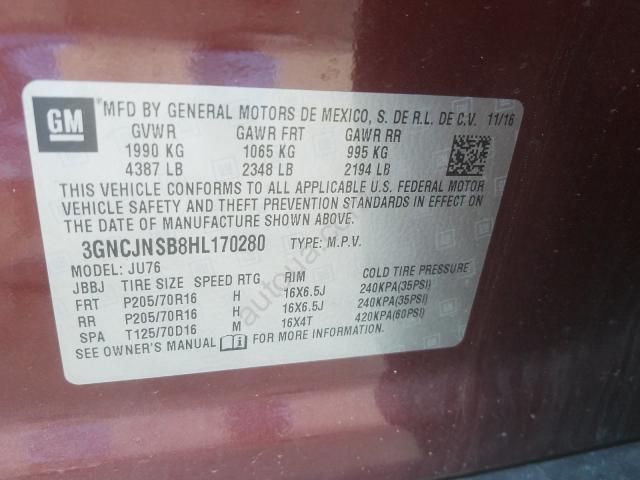 GM
MFD BY GENERAL MOTORS DE MEXICO, S. DE R.L. DE C.V. 11/16
GVWR GAWR FRT GAWR RR
1990 KG 1065 KG 995 KG
4387 LB 2348 LB 2194 LB
THIS VEHICLE CONFORMS TO ALL APPLICABLE U.S. FEDERAL MOTOR
VEHICLE SAFETY AND THEFT PREVENTION STANDARDS IN EFFECT ON
THE DATE OF MANUFACTURE SHOWN ABOVE.
3GNCJNSB8HL170280 TYPE: M.P.V.
MODEL: JU76
JBBJ TIRE SIZE SPEED RTG RIM COLD TIRE PRESSURE
FRT P205/70R16 H 16X6.5J 240KPA(35PSI)
RR P205/70R16 H 16X6.5J 240KPA(35PSI)
SPA T125/70D16 M 16X4T 420KPA(60PSI)
SEE OWNER'S MANUAL FOR MORE INFORMATION.
autoua.com